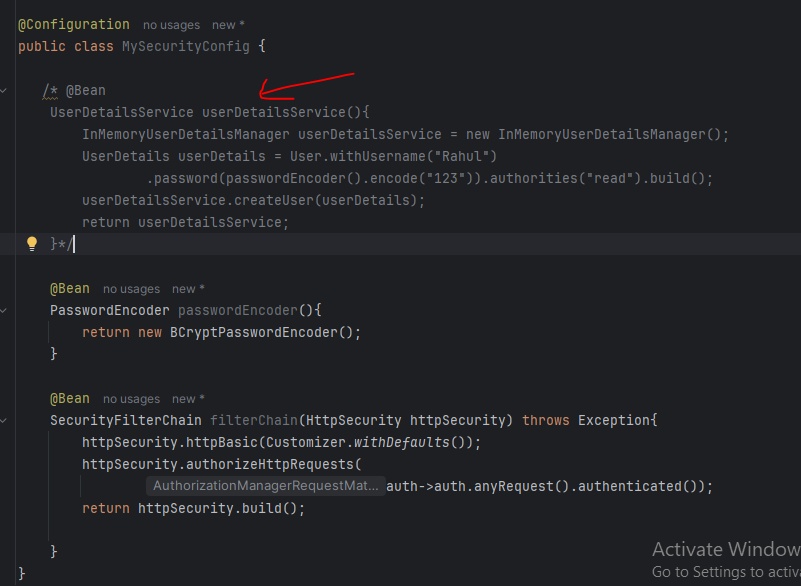 @Configuration no usages new *
public class MySecurityConfig {
/* @Bean
UserDetailsService userDetailsService(){
InMemoryUserDetailsManager userDetailsService = new InMemoryUserDetailsManager();
UserDetails userDetails = User.withUsername("Rahul")
.password(passwordEncoder().encode("123")).authorities("read").build();
userDetailsService.createUser(userDetails);
return userDetailsService;
}*/
@Bean no usages new *
PasswordEncoder passwordEncoder(){
return new BCryptPasswordEncoder();
}
@Bean no usages new *
SecurityFilterChain filterChain(HttpSecurity httpSecurity) throws Exception{
httpSecurity.httpBasic(Customizer.withDefaults());
httpSecurity.authorizeHttpRequests(
AuthorizationManagerRequestMat... auth->auth.anyRequest().authenticated());
return httpSecurity.build();
}
}
Activate Window
Go to Settings to activa